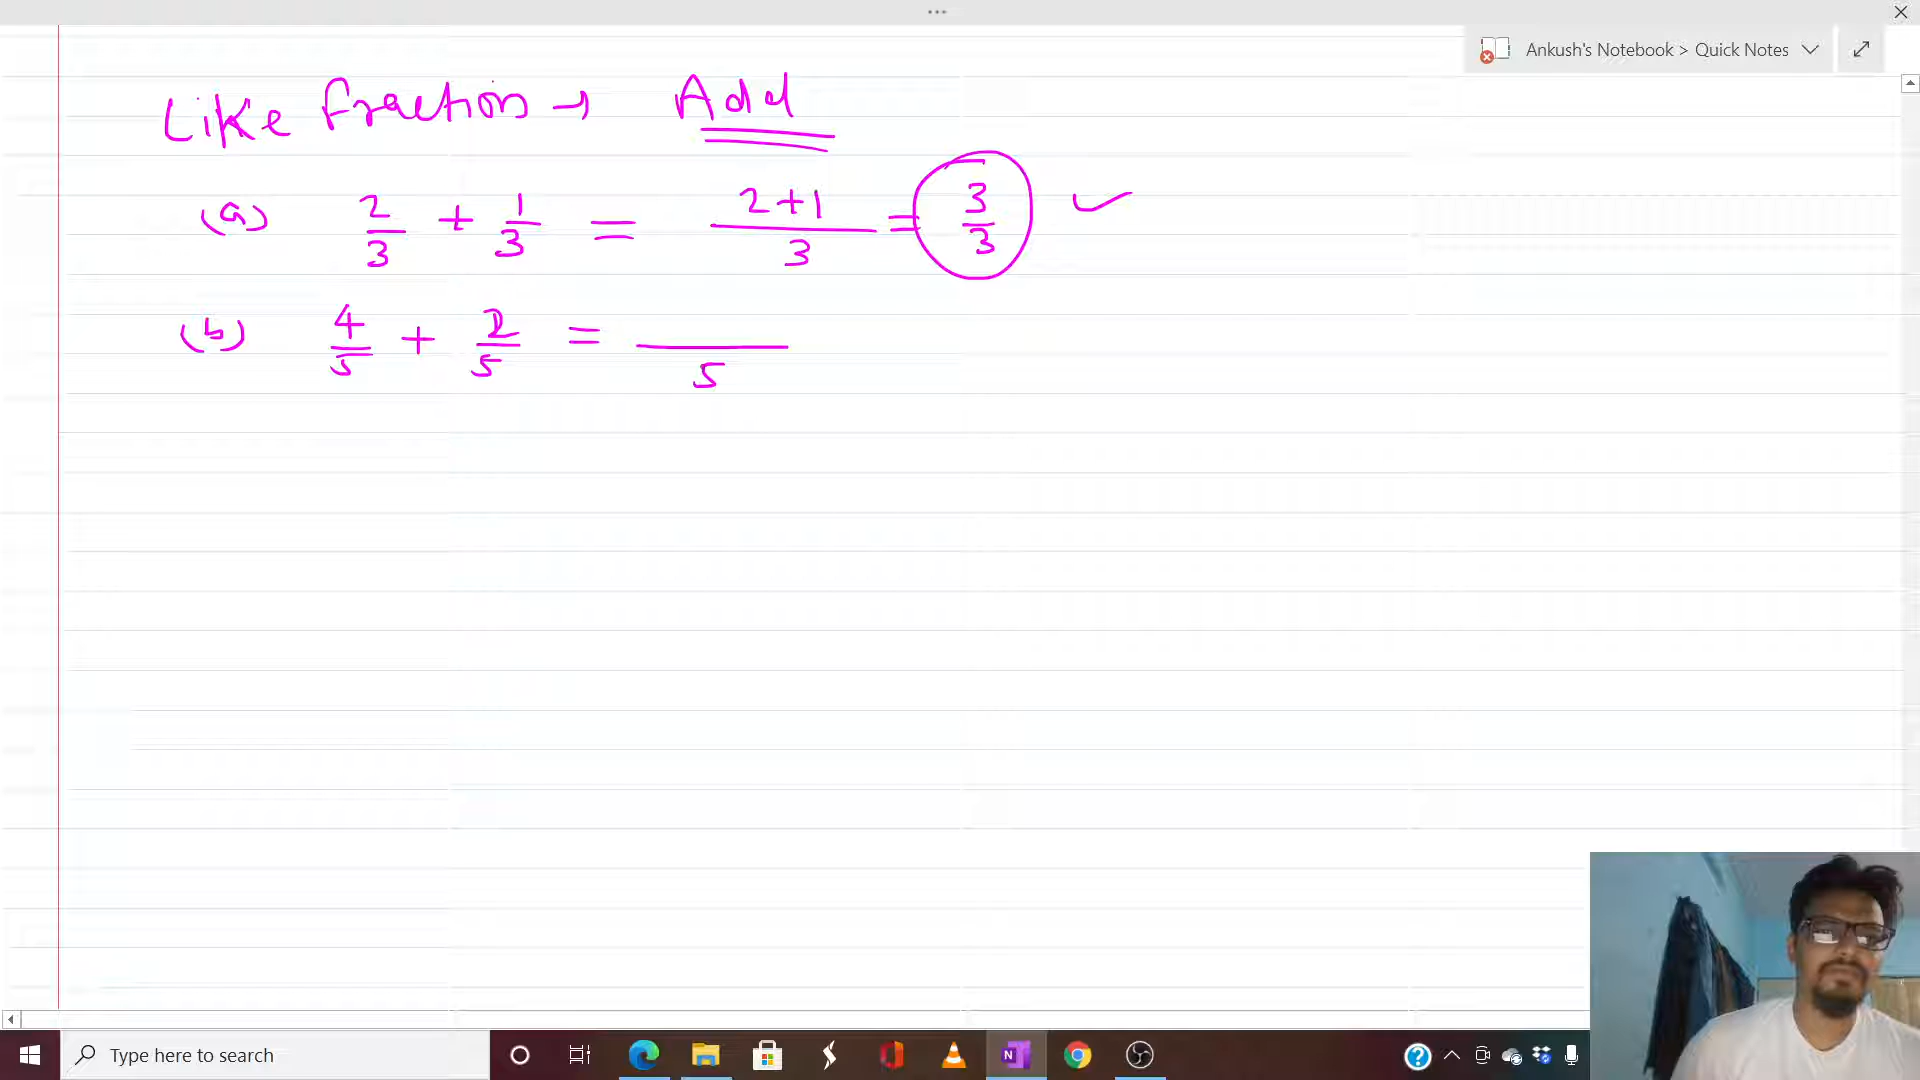 Ankush's Notebook > Quick Notes
Like fraction → Add
(a) 2/3 + 1/3 = 2+1/3 = 3/3 ✓
(b) 4/5 + 2/5 = /5
Type here to search